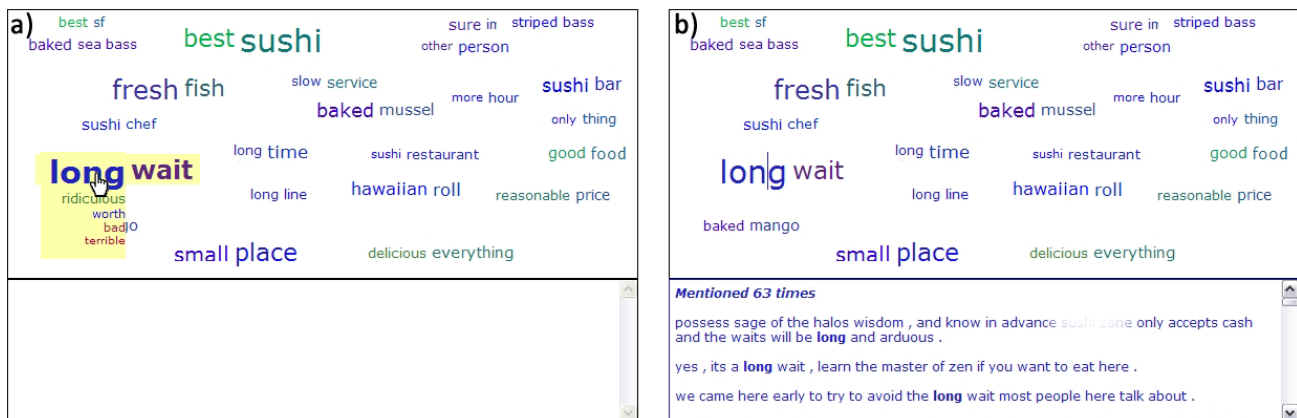 a)
best sf
sure in
striped bass
baked sea bass
best sushi
other person
fresh fish
slow service
sushi bar
baked mussel
more hour
sushi chef
only thing
long wait
long time
sushi restaurant
good food
ridiculous
long line
hawaiian roll
reasonable price
worth
bad
terrible
small place
delicious everything
b)
best sf
sure in
striped bass
baked sea bass
best sushi
other person
fresh fish
slow service
sushi bar
baked mussel
more hour
sushi chef
only thing
long wait
long time
sushi restaurant
good food
long line
hawaiian roll
reasonable price
baked mango
small place
delicious everything
Mentioned 63 times
possess sage of the halos wisdom , and know in advance sushi zone only accepts cash
and the waits will be long and arduous .
yes , its a long wait , learn the master of zen if you want to eat here .
we came here early to try to avoid the long wait most people here talk about .